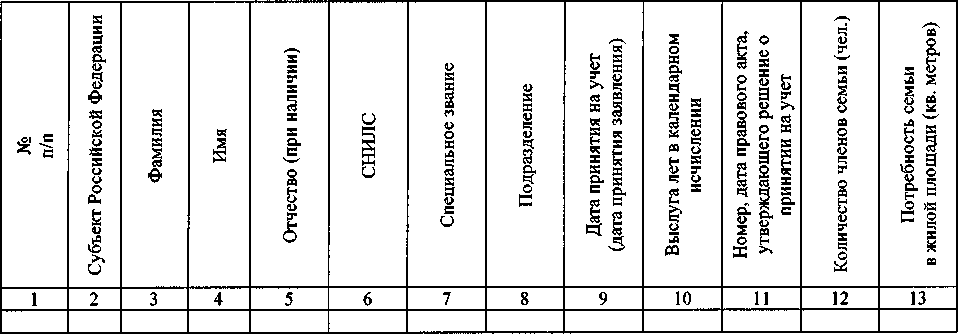 №
п/п
Субъект Российской Федерации
Фамилия
Имя
Отчество (при наличии)
СНИЛС
Специальное звание
Подразделение
Дата принятия на учет
(дата принятия заявления)
Выслуга лет в календарном
исчислении
Номер, дата правового акта,
утверждающего решение о
принятии на учет
Количество членов семьи (чел.)
Потребность семьи
в жилой площади (кв. метров)
1 2 3 4 5 6 7 8 9 10 11 12 13